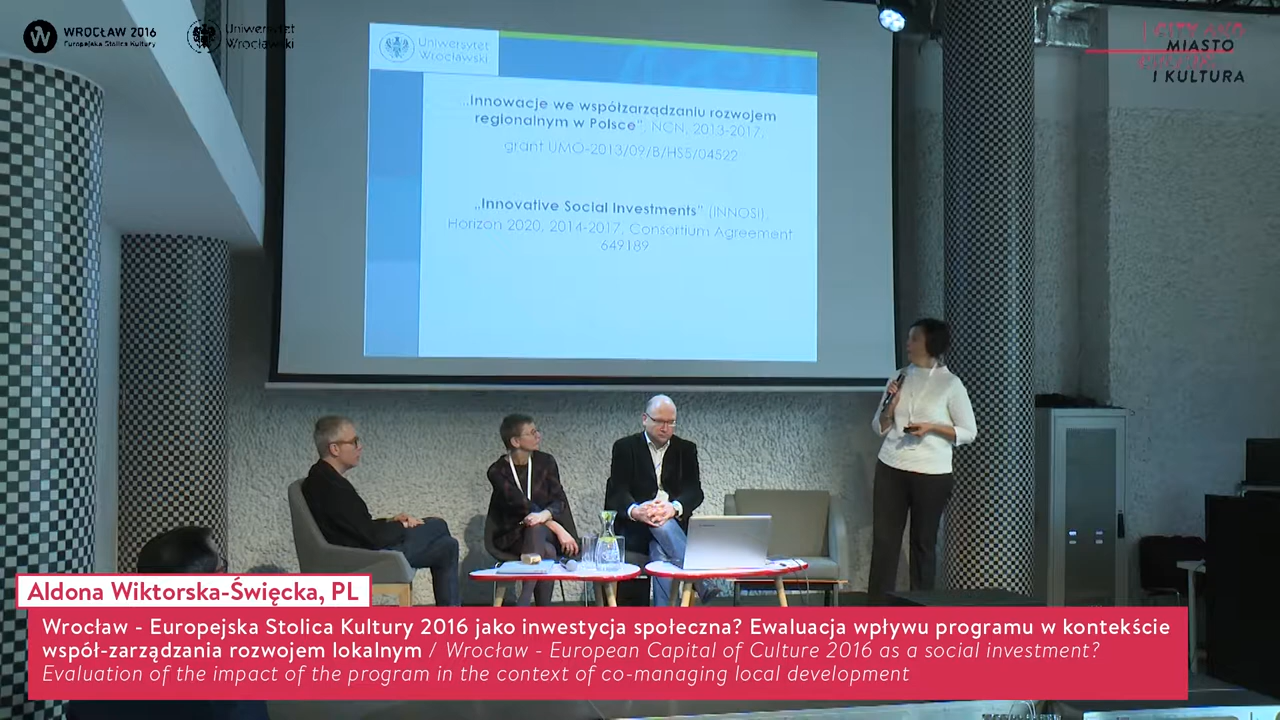 WROCŁAW 2016
Europejska Stolica Kultury
Uniwersytet
Wrocławski
MIASTO
I KULTURA
Uniwersytet
Wrocławski
„Innowacje we współzarządzaniu rozwojem
regionalnym w Polsce", NCN, 2013-2017,
grant UMO-2013/09/B/HS5/04522
„Innovative Social Investments" (INNOSI),
Horizon 2020, 2014-2017, Consortium Agreement
649189
Aldona Wiktorska-Święcka, PL
Wrocław - Europejska Stolica Kultury 2016 jako inwestycja społeczna? Ewaluacja wpływu programu w kontekście
współ-zarządzania rozwojem lokalnym / Wrocław - European Capital of Culture 2016 as a social investment?
Evaluation of the impact of the program in the context of co-managing local development